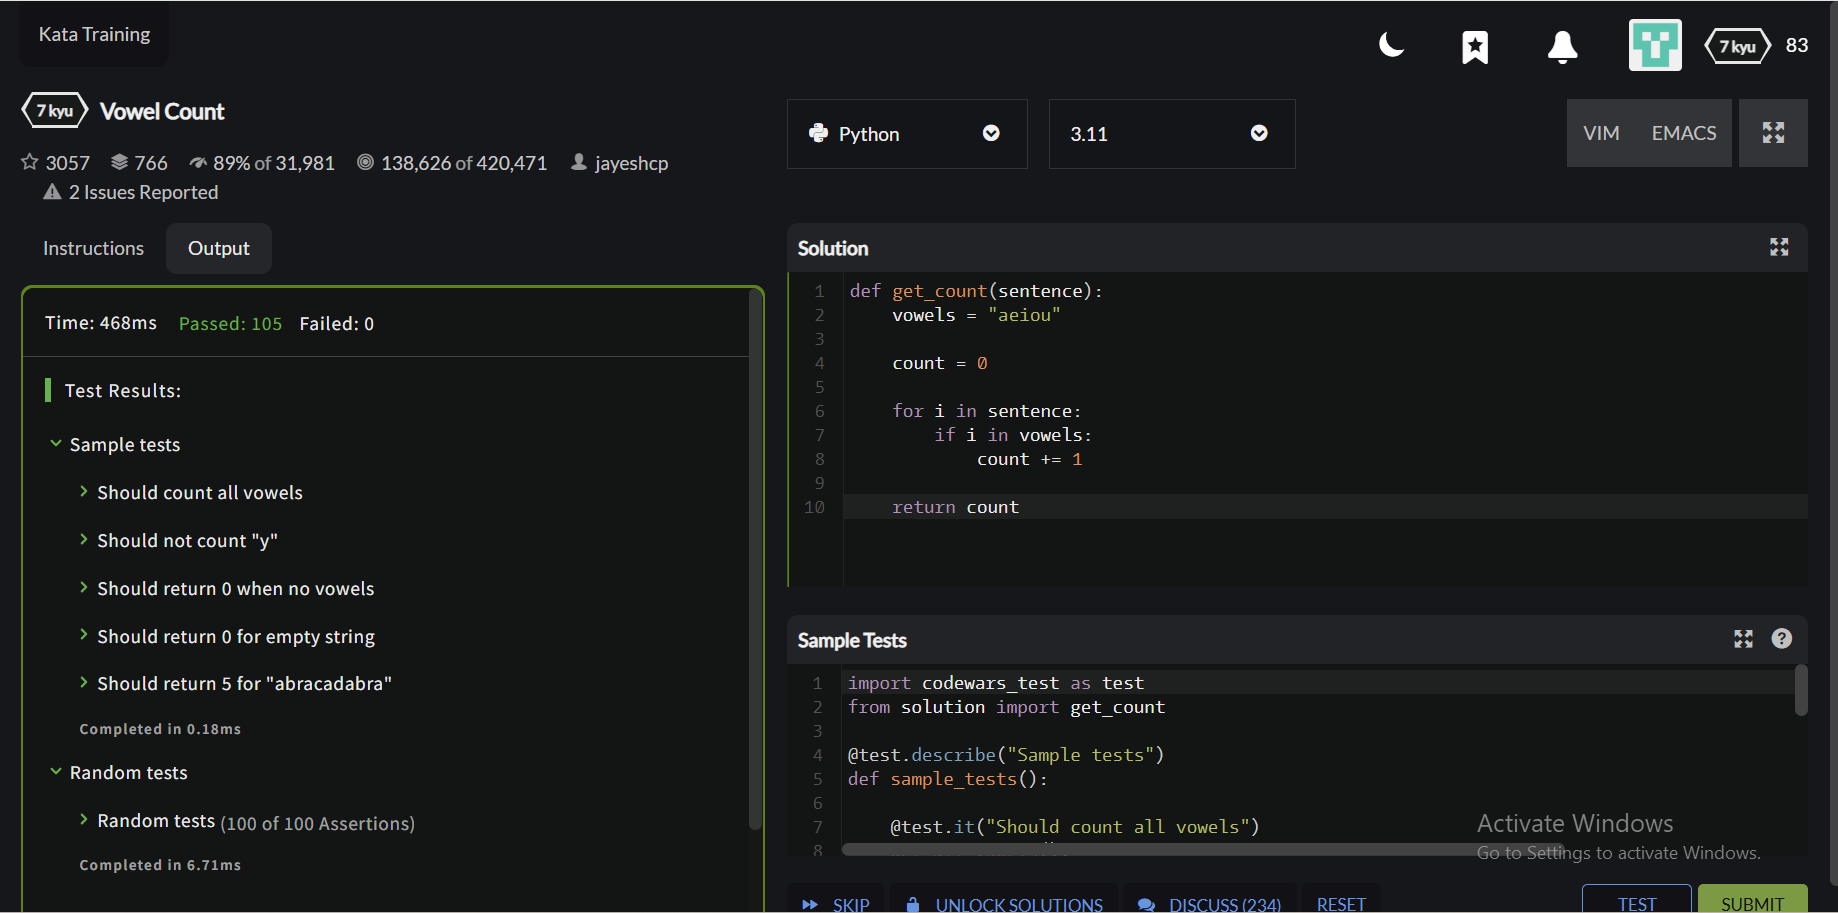 Kata Training
7 kyu 83
7 kyu Vowel Count
3057 766 89% of 31,981 138,626 of 420,471 jayeshcp
2 Issues Reported
Python 3.11 VIM EMACS
Instructions Output
Time: 468ms Passed: 105 Failed: 0
Test Results:
Sample tests
Should count all vowels
Should not count "y"
Should return 0 when no vowels
Should return 0 for empty string
Should return 5 for "abracadabra"
Completed in 0.18ms
Random tests
Random tests (100 of 100 Assertions)
Completed in 6.71ms
Solution
1 def get_count(sentence):
2     vowels = "aeiou"
3
4     count = 0
5
6     for i in sentence:
7         if i in vowels:
8             count += 1
9
10     return count
Sample Tests
1 import codewars_test as test
2 from solution import get_count
3
4 @test.describe("Sample tests")
5 def sample_tests():
6
7     @test.it("Should count all vowels")
8
Activate Windows
Go to Settings to activate Windows.
SKIP UNLOCK SOLUTIONS DISCUSS (234) RESET TEST SUBMIT